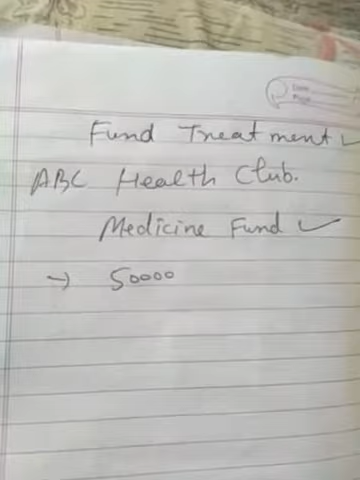 Fund Treatment ✓
ABC Health Club.
Medicine Fund ✓
→ 50000